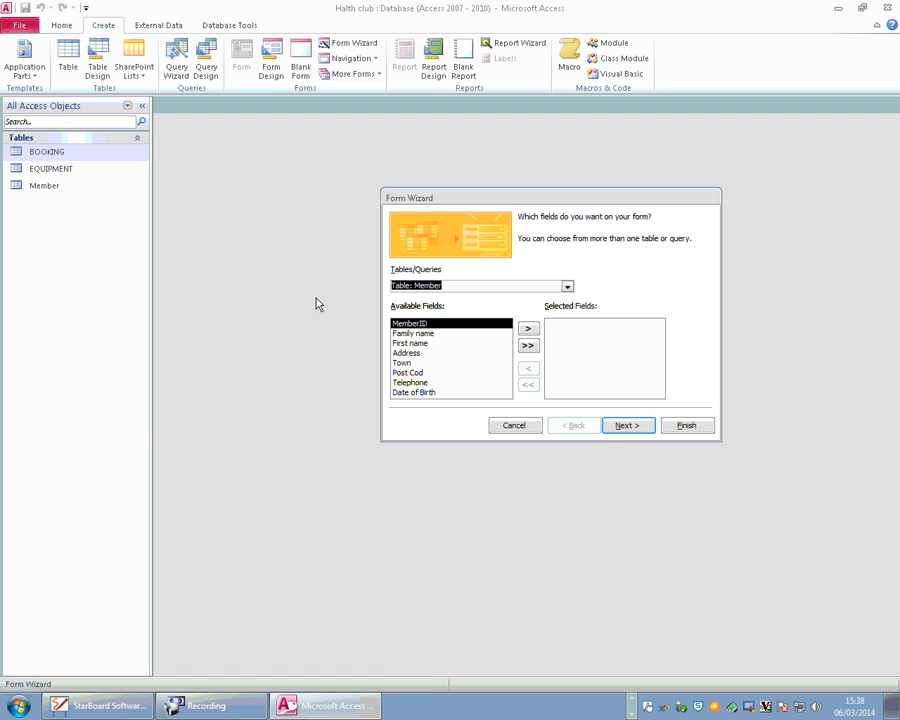 Halth club : Database (Access 2007 - 2010) - Microsoft Access
File Home Create External Data Database Tools
Application Parts
Table
Table Design
SharePoint Lists
Query Wizard
Query Design
Form
Form Design
Blank Form
Form Wizard
Navigation
More Forms
Report
Report Design
Blank Report
Report Wizard
Labels
Macro
Module
Class Module
Visual Basic
Templates Tables Queries Forms Reports Macros & Code
All Access Objects
Search..
Tables
BOOKING
EQUIPMENT
Member
Form Wizard
Which fields do you want on your form?
You can choose from more than one table or query.
Tables/Queries
Table: Member
Available Fields: Selected Fields:
MemberID
Family name
First name
Address
Town
Post Cod
Telephone
Date of Birth
>
>>
<
<<
Cancel < Back Next > Finish
Form Wizard
StarBoard Softwar... Recording Microsoft Access ...
15:38
06/03/2014